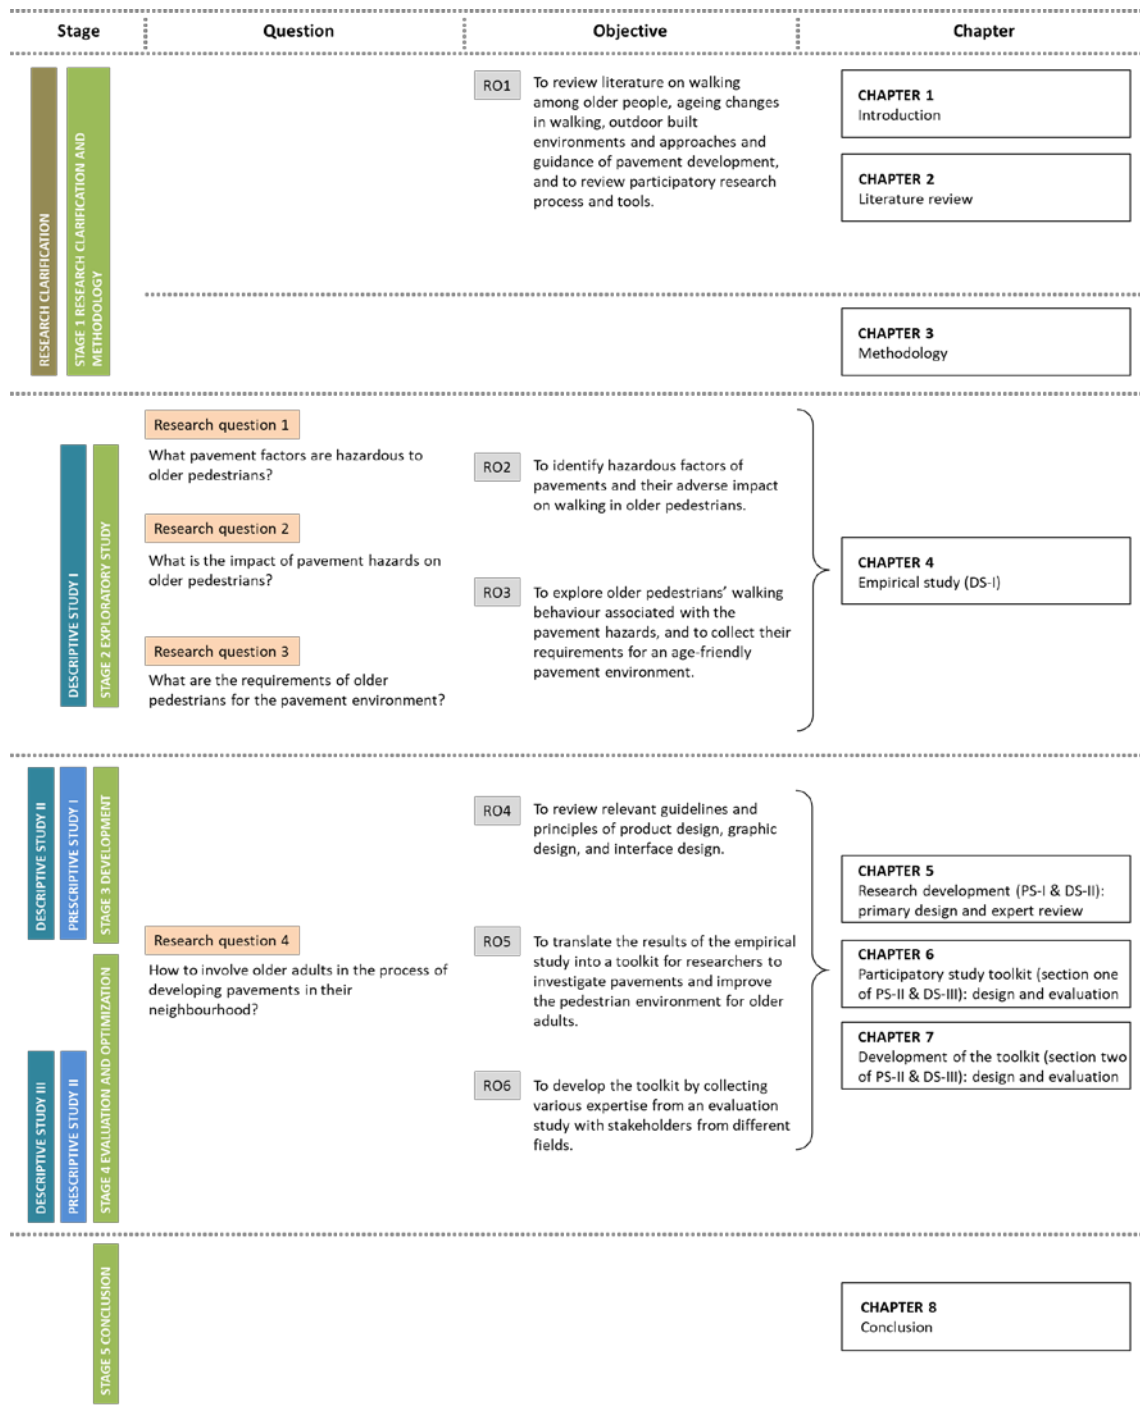 Stage
Question
Objective
Chapter
RESEARCH CLARIFICATION
STAGE 1 RESEARCH CLARIFICATION AND
METHODOLOGY
RO1
To review literature on walking
among older people, ageing changes
in walking, outdoor built
environments and approaches and
guidance of pavement development,
and to review participatory research
process and tools.
CHAPTER 1
Introduction
CHAPTER 2
Literature review
CHAPTER 3
Methodology
DESCRIPTIVE STUDY I
STAGE 2 EXPLORATORY STUDY
Research question 1
What pavement factors are hazardous to
older pedestrians?
Research question 2
What is the impact of pavement hazards on
older pedestrians?
Research question 3
What are the requirements of older
pedestrians for the pavement environment?
RO2
To identify hazardous factors of
pavements and their adverse impact
on walking in older pedestrians.
RO3
To explore older pedestrians' walking
behaviour associated with the
pavement hazards, and to collect their
requirements for an age-friendly
pavement environment.
CHAPTER 4
Empirical study (DS-I)
DESCRIPTIVE STUDY II
PRESCRIPTIVE STUDY I
STAGE 3 DEVELOPMENT
DESCRIPTIVE STUDY III
PRESCRIPTIVE STUDY II
STAGE 4 EVALUATION AND OPTIMIZATION
Research question 4
How to involve older adults in the process of
developing pavements in their
neighbourhood?
RO4
To review relevant guidelines and
principles of product design, graphic
design, and interface design.
RO5
To translate the results of the empirical
study into a toolkit for researchers to
investigate pavements and improve
the pedestrian environment for older
adults.
RO6
To develop the toolkit by collecting
various expertise from an evaluation
study with stakeholders from different
fields.
CHAPTER 5
Research development (PS-I & DS-II):
primary design and expert review
CHAPTER 6
Participatory study toolkit (section one
of PS-II & DS-III): design and evaluation
CHAPTER 7
Development of the toolkit (section two
of PS-II & DS-III): design and evaluation
STAGE 5 CONCLUSION
CHAPTER 8
Conclusion